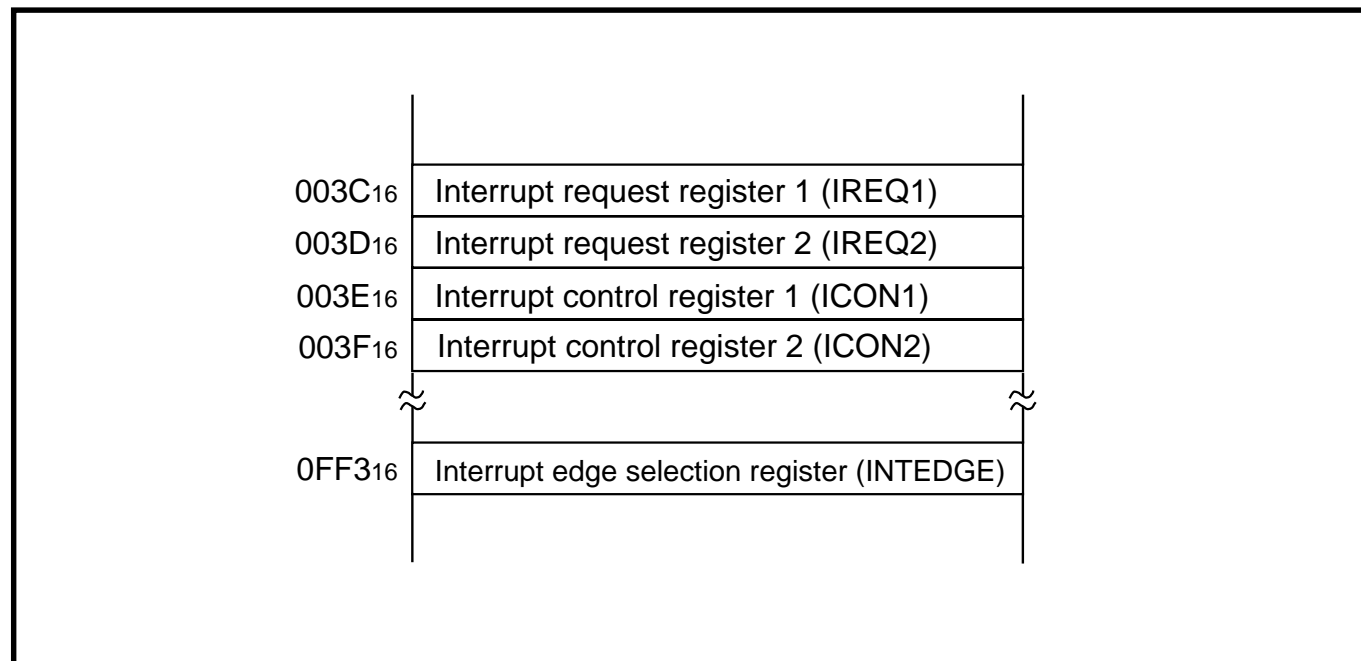 003C16 Interrupt request register 1 (IREQ1)
003D16 Interrupt request register 2 (IREQ2)
003E16 Interrupt control register 1 (ICON1)
003F16 Interrupt control register 2 (ICON2)
0FF316 Interrupt edge selection register (INTEDGE)